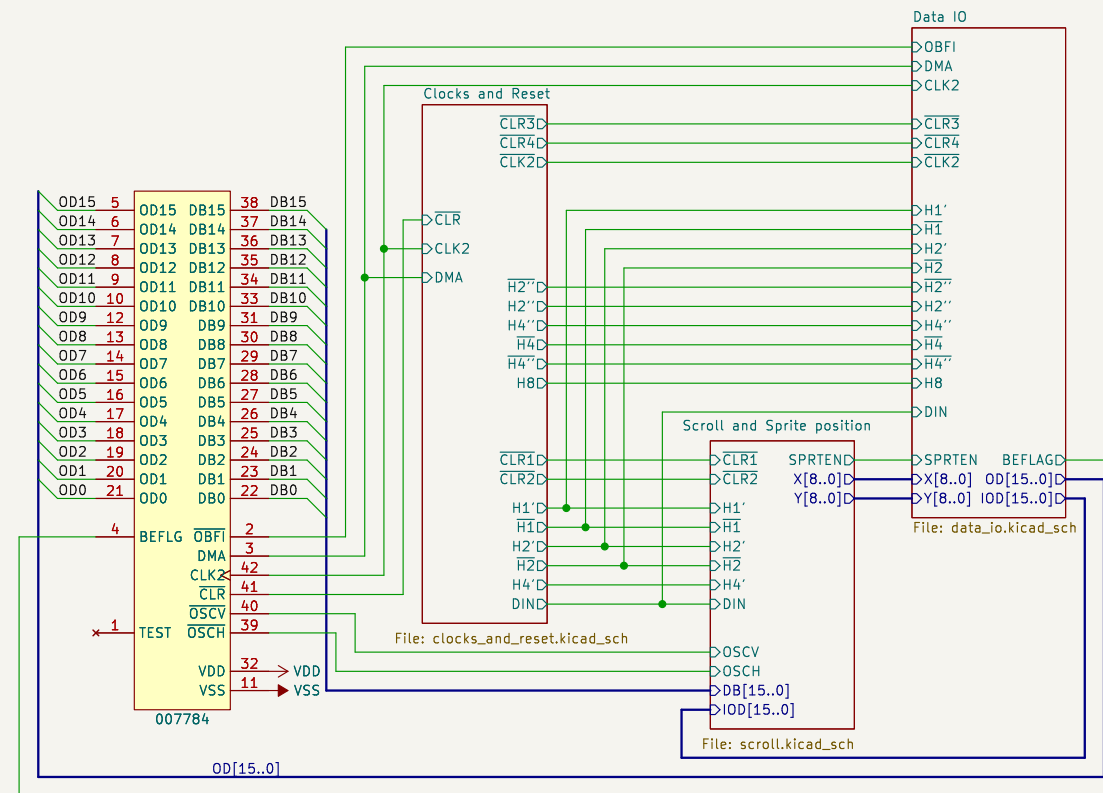 Data IO
OBFI
DMA
CLK2
CLR3
CLR4
CLK2
H1'
H1
H2'
H2
H2''
H2''
H4''
H4
H4''
H8
DIN
SPRTEN BEFLAG
X[8..0] OD[15..0]
Y[8..0] IOD[15..0]
File: data_io.kicad_sch
Clocks and Reset
CLR3
CLR4
CLK2
CLR
CLK2
DMA
H2''
H2''
H4''
H4
H4''
H8
CLR1
CLR2
H1'
H1
H2'
H2
H4'
DIN
File: clocks_and_reset.kicad_sch
Scroll and Sprite position
CLR1 SPRTEN
CLR2 X[8..0]
Y[8..0]
H1'
H1
H2'
H2
H4'
DIN
OSCV
OSCH
DB[15..0]
IOD[15..0]
File: scroll.kicad_sch
OD15 5 OD15 DB15 38 DB15
OD14 6 OD14 DB14 37 DB14
OD13 7 OD13 DB13 36 DB13
OD12 8 OD12 DB12 35 DB12
OD11 9 OD11 DB11 34 DB11
OD10 10 OD10 DB10 33 DB10
OD9 12 OD9 DB9 31 DB9
OD8 13 OD8 DB8 30 DB8
OD7 14 OD7 DB7 29 DB7
OD6 15 OD6 DB6 28 DB6
OD5 16 OD5 DB5 27 DB5
OD4 17 OD4 DB4 26 DB4
OD3 18 OD3 DB3 25 DB3
OD2 19 OD2 DB2 24 DB2
OD1 20 OD1 DB1 23 DB1
OD0 21 OD0 DB0 22 DB0
4 BEFLG OBFI 2
DMA 3
CLK2 42
CLR 41
OSCV 40
1 TEST OSCH 39
VDD 32 VDD
VSS 11 VSS
007784
OD[15..0]